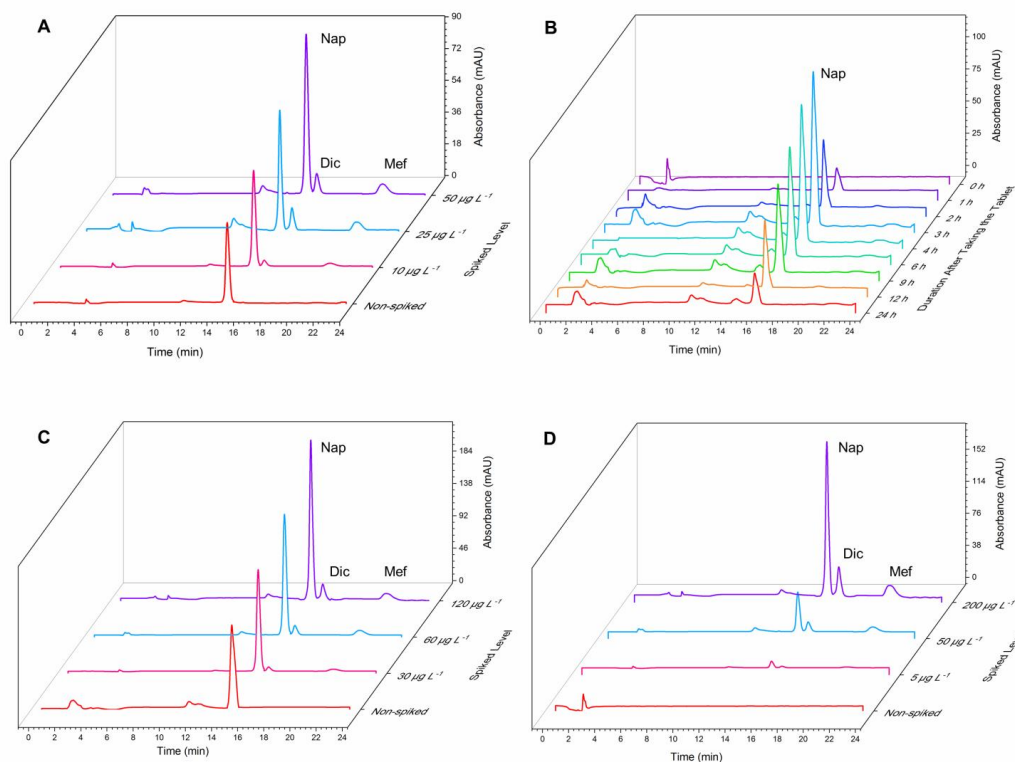 A
Nap
Dic
Mef
90
72
54
36
18
0
Absorbance (mAU)
50 µg L⁻¹
25 µg L⁻¹
10 µg L⁻¹
Non-spiked
Spiked Level
0 2 4 6 8 10 12 14 16 18 20 22 24
Time (min)
B
Nap
100
75
50
25
0
Absorbance (mAU)
0 h
1 h
2 h
3 h
4 h
6 h
9 h
12 h
24 h
Duration After Taking the Tablet
0 2 4 6 8 10 12 14 16 18 20 22 24
Time (min)
C
Nap
Dic
Mef
184
138
92
46
0
Absorbance (mAU)
120 µg L⁻¹
60 µg L⁻¹
30 µg L⁻¹
Non-spiked
Spiked Level
0 2 4 6 8 10 12 14 16 18 20 22 24
Time (min)
D
Nap
Dic
Mef
152
114
76
38
0
Absorbance (mAU)
200 µg L⁻¹
50 µg L⁻¹
5 µg L⁻¹
Non-spiked
Spiked Le
0 2 4 6 8 10 12 14 16 18 20 22 24
Time (min)